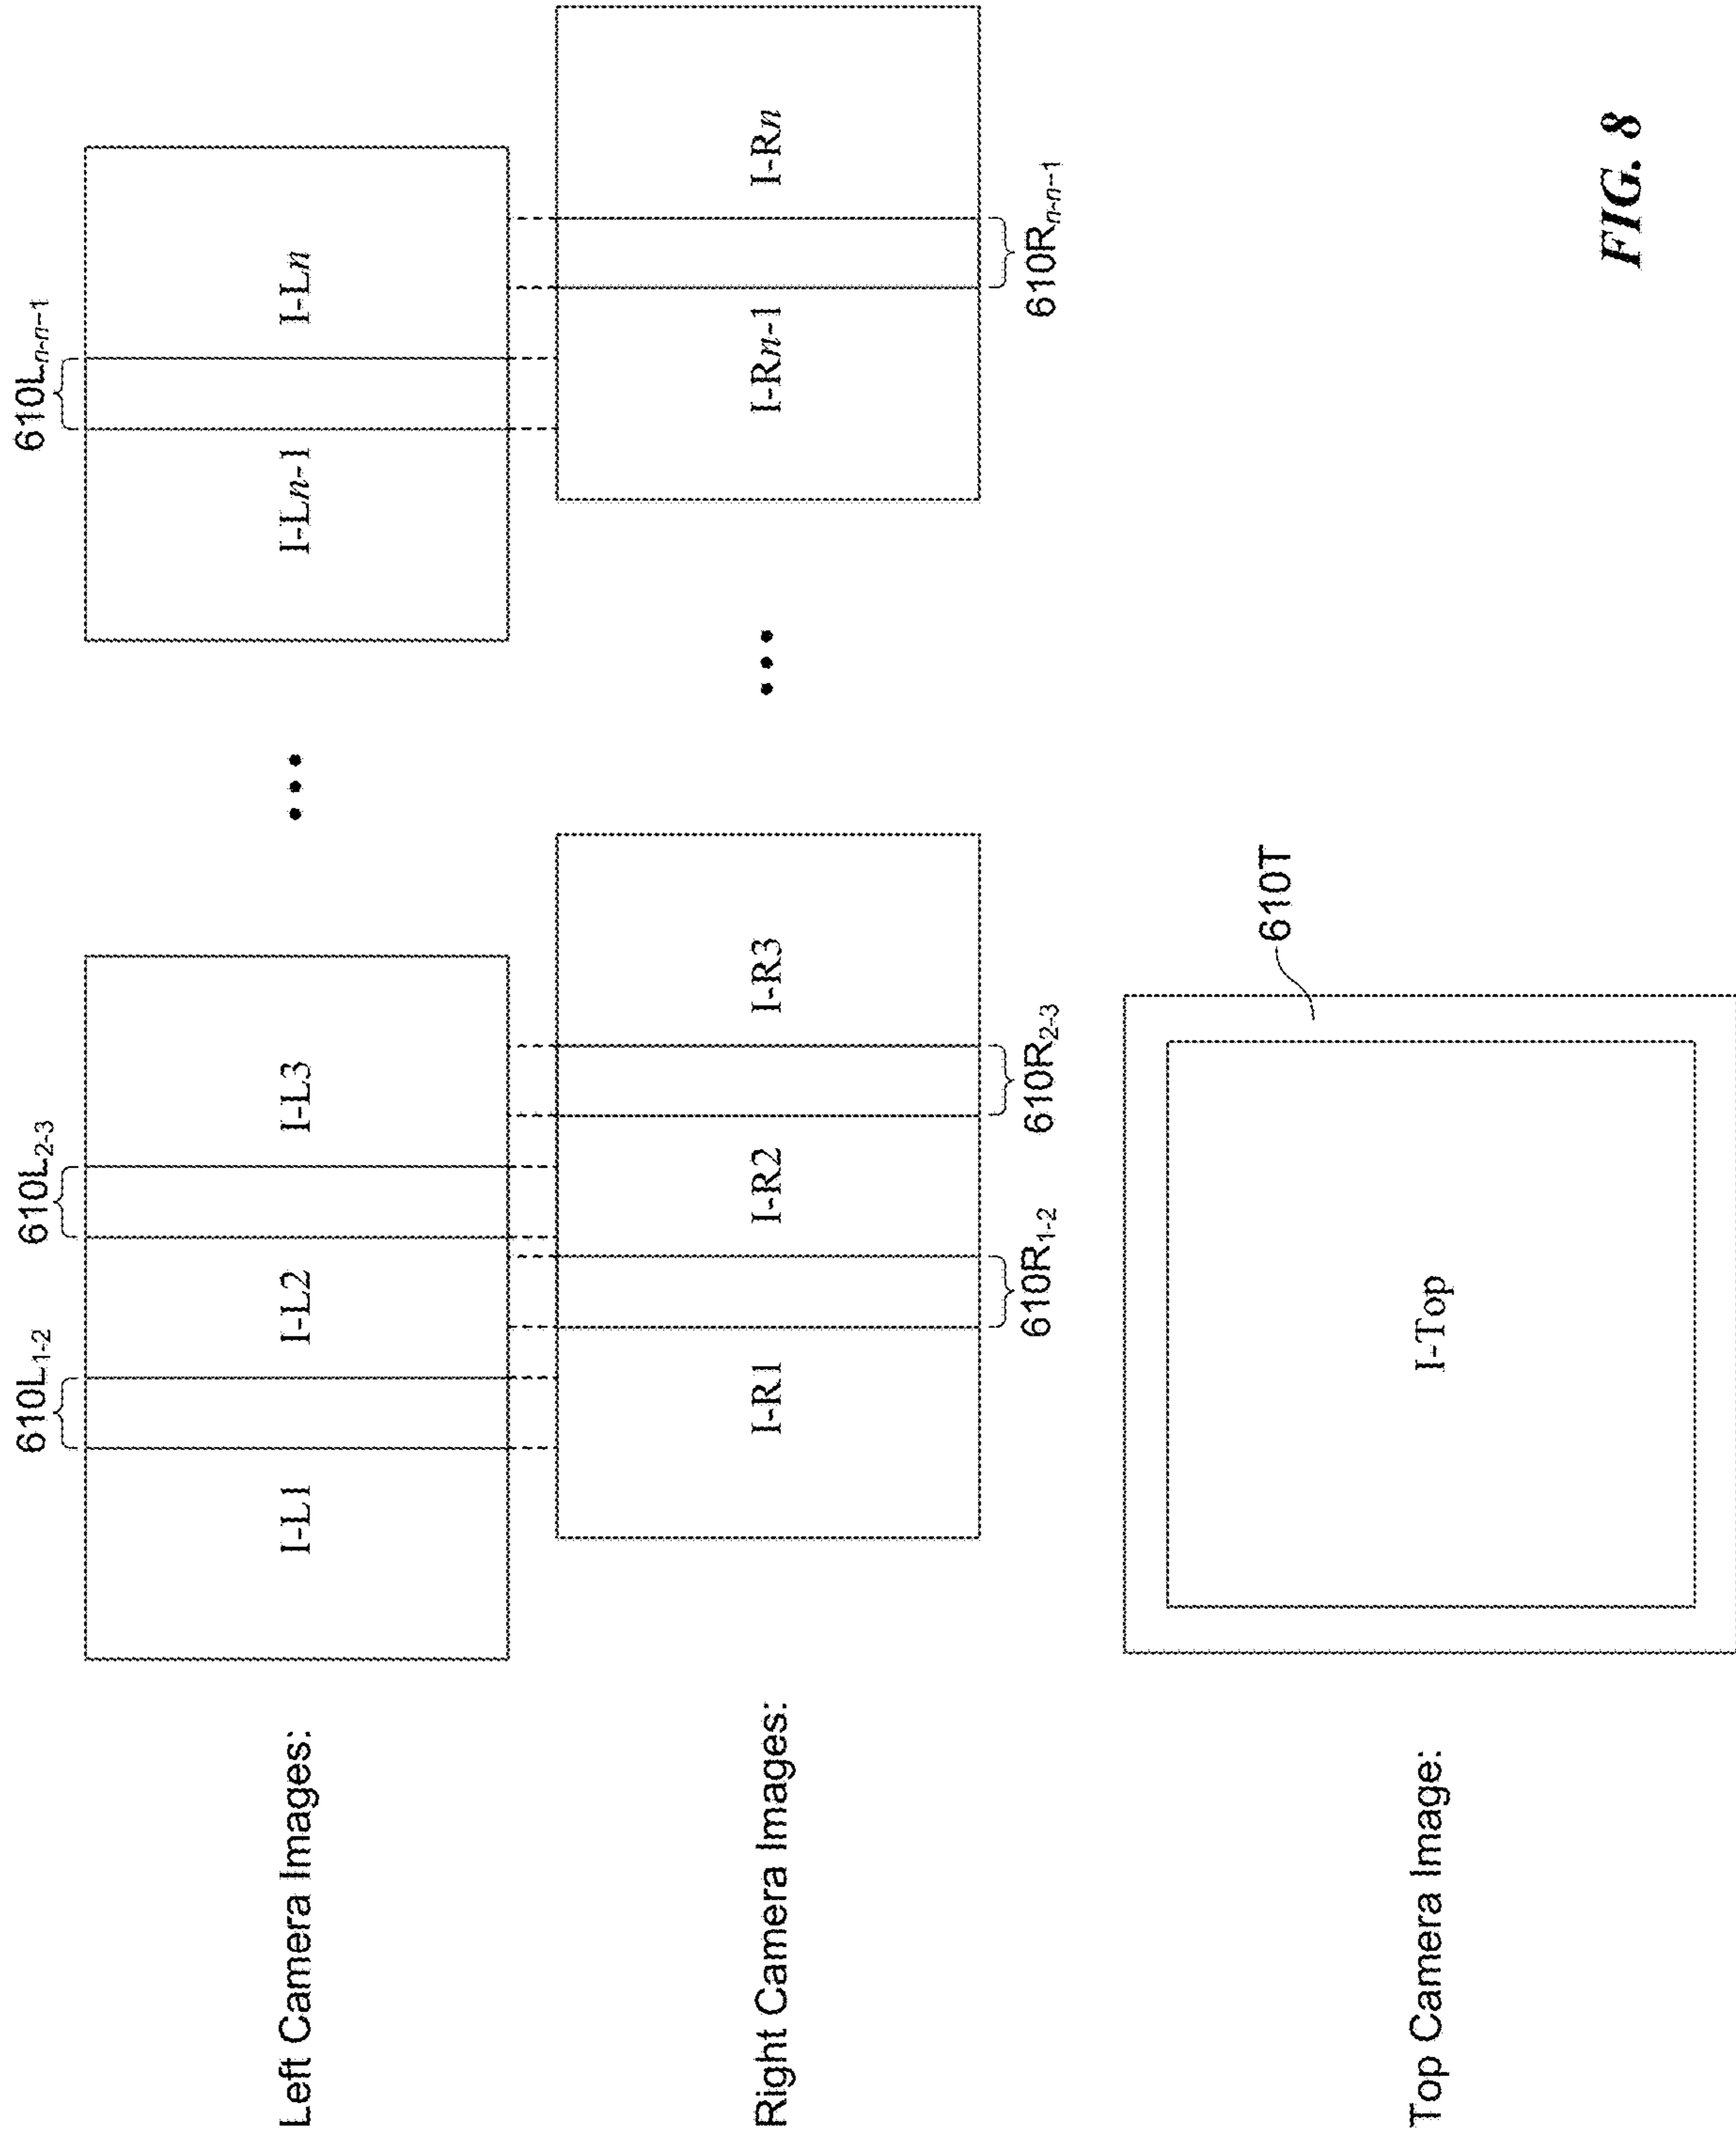 Left Camera Images:
610L₁₋₂ 610L₂₋₃ 610Lₙ₋ₙ₋₁
I-L1 I-L2 I-L3 ••• I-Ln-1 I-Ln
Right Camera Images:
I-R1 I-R2 I-R3 ••• I-Rn-1 I-Rn
610R₁₋₂ 610R₂₋₃ 610Rₙ₋ₙ₋₁
Top Camera Image:
610T
I-Top
FIG. 8